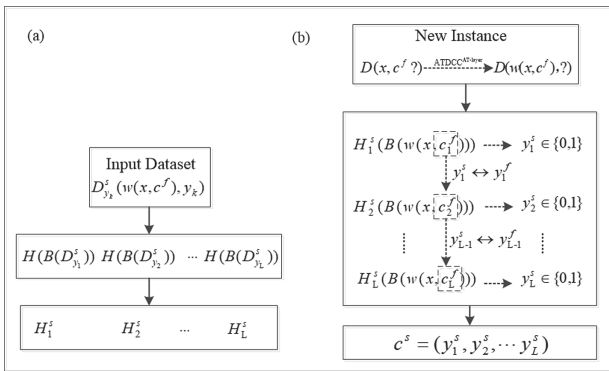 (a)
Input Dataset
D^s_{y_k}(w(x,c^f),y_k)
H(B(D^s_{y_1})) H(B(D^s_{y_2})) ... H(B(D^s_{y_L}))
H^s_1 H^s_2 ... H^s_L
(b)
New Instance
D(x,c^f ?) ATDCC^{AT-layer} D(w(x,c^f),?)
H^s_1(B(w(x,c^f_1))) y^s_1 ∈{0,1}
y^s_1 ↔ y^f_1
H^s_2(B(w(x,c^f_2))) y^s_2 ∈{0,1}
y^s_{L-1} ↔ y^f_{L-1}
H^s_L(B(w(x,c^f_L))) y^s_L ∈{0,1}
c^s = (y^s_1, y^s_2, ⋯ y^s_L)